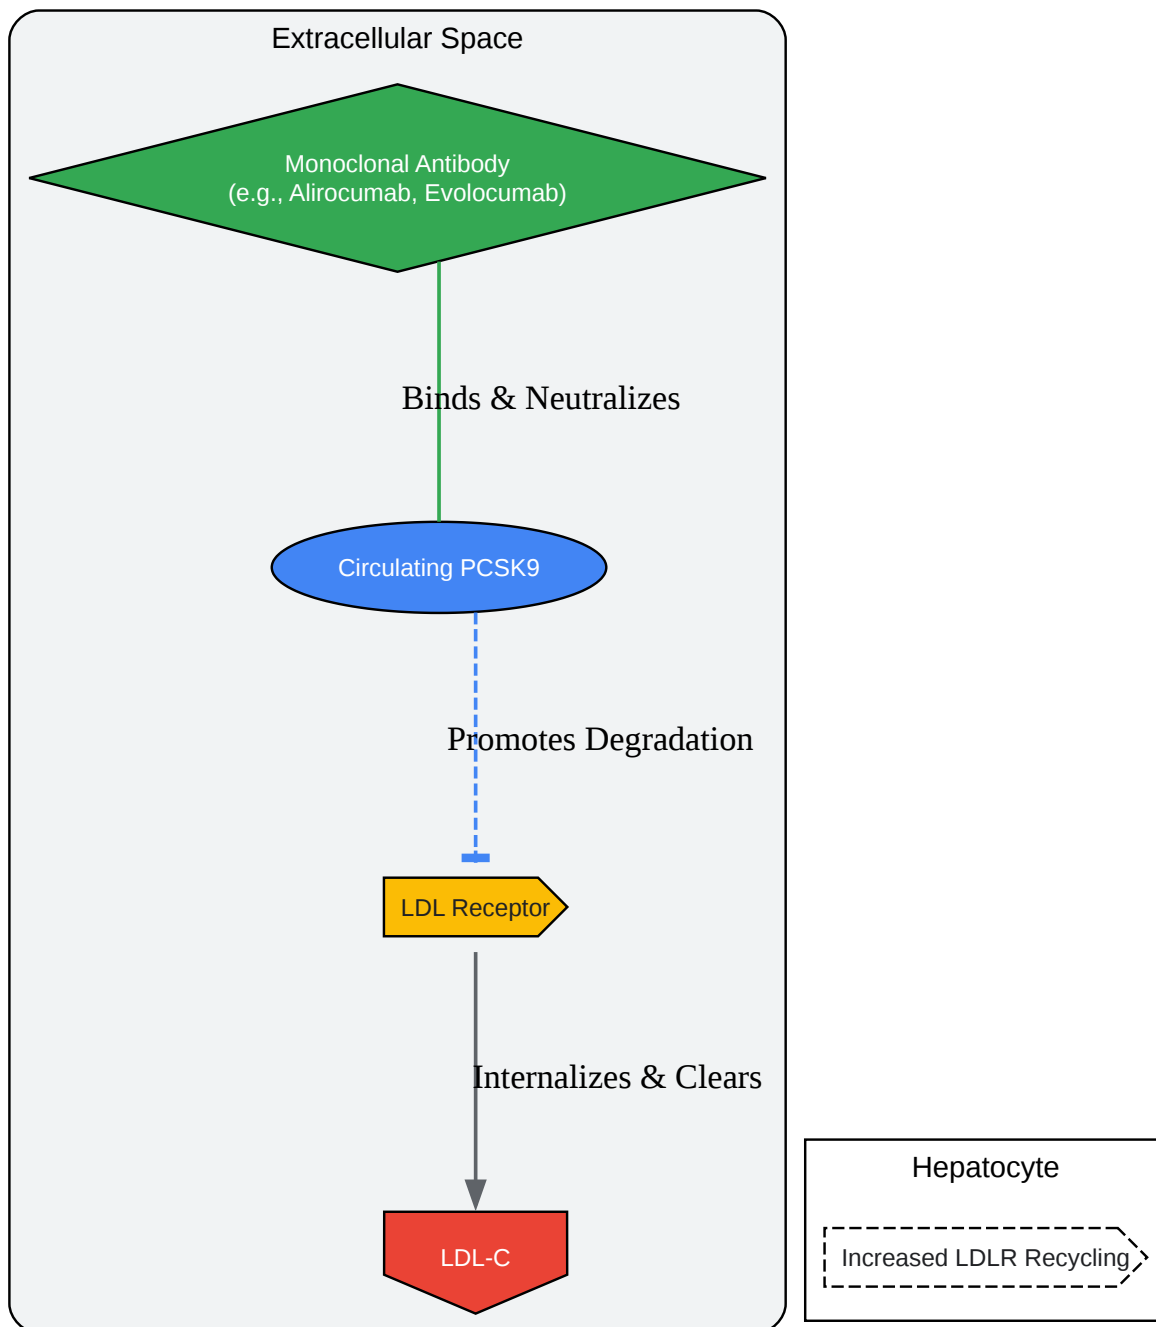 Extracellular Space
Monoclonal Antibody
(e.g., Alirocumab, Evolocumab)
Binds & Neutralizes
Circulating PCSK9
Promotes Degradation
LDL Receptor
Internalizes & Clears
LDL-C
Hepatocyte
Increased LDLR Recycling